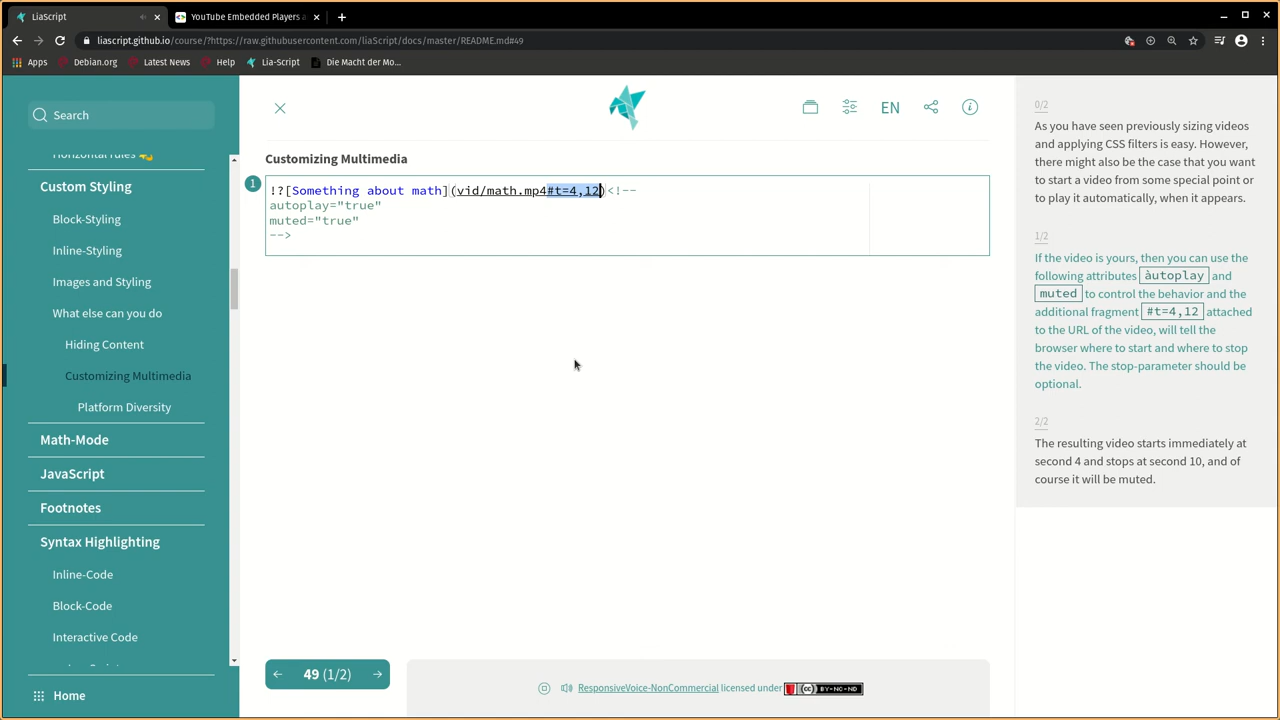 LiaScript
YouTube Embedded Players a
liascript.github.io/course/?https://raw.githubusercontent.com/liaScript/docs/master/README.md#49
Apps
Debian.org
Latest News
Help
Lia-Script
Die Macht der Mo...
Search
Horizontal rules
Custom Styling
Block-Styling
Inline-Styling
Images and Styling
What else can you do
Hiding Content
Customizing Multimedia
Platform Diversity
Math-Mode
JavaScript
Footnotes
Syntax Highlighting
Inline-Code
Block-Code
Interactive Code
Home
EN
Customizing Multimedia
1
!?[Something about math](vid/math.mp4#t=4,12)<!--
autoplay="true"
muted="true"
-->
49 (1/2)
ResponsiveVoice-NonCommercial licensed under
cc BY-NC-ND
0/2
As you have seen previously sizing videos
and applying CSS filters is easy. However,
there might also be the case that you want
to start a video from some special point or
to play it automatically, when it appears.
1/2
If the video is yours, then you can use the
following attributes àutoplay and
muted to control the behavior and the
additional fragment #t=4,12 attached
to the URL of the video, will tell the
browser where to start and where to stop
the video. The stop-parameter should be
optional.
2/2
The resulting video starts immediately at
second 4 and stops at second 10, and of
course it will be muted.